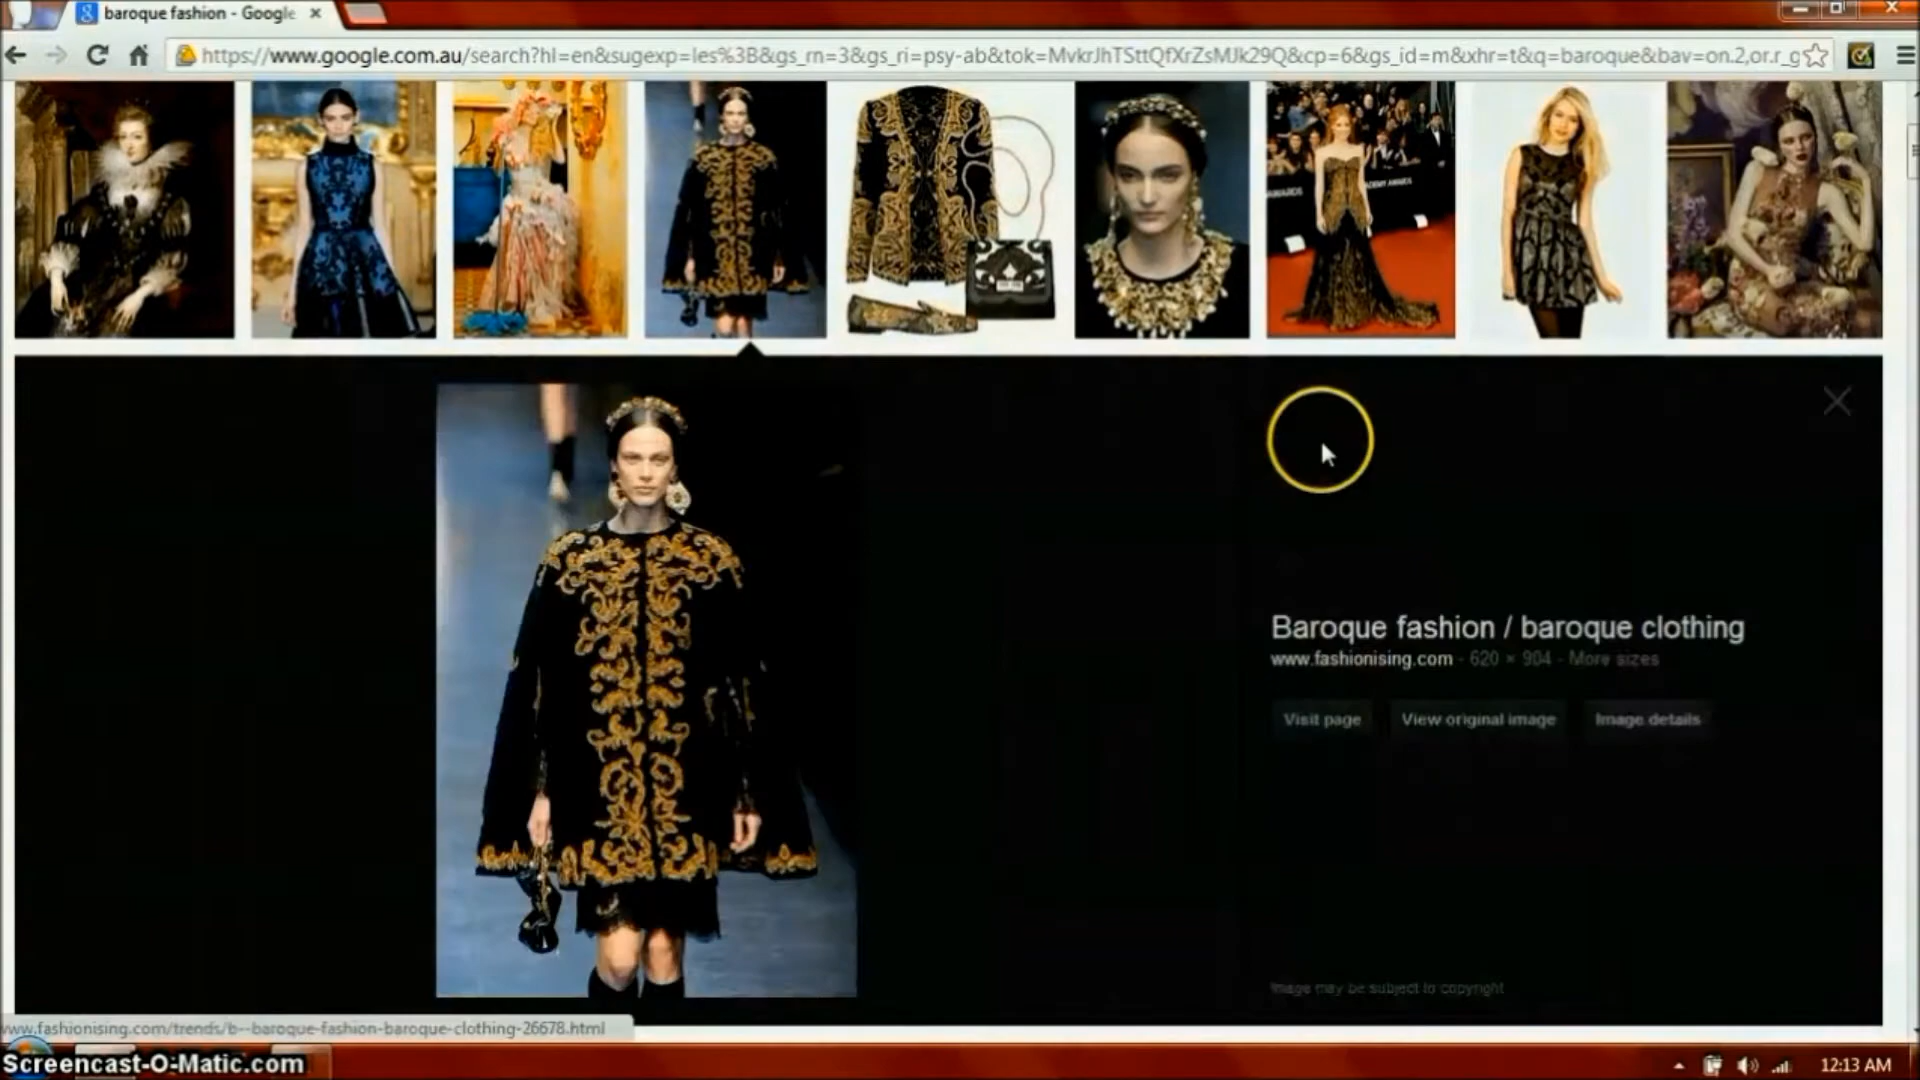 baroque fashion - Google
https://www.google.com.au/search?hl=en&sugexp=les%3B&gs_rn=3&gs_ri=psy-ab&tok=MvkrJhTSttQfXrZsMJk29Q&cp=6&gs_id=m&xhr=t&q=baroque&bav=on.2,or.r_g
Baroque fashion / baroque clothing
www.fashionising.com - 620 × 904 - More sizes
Visit page View original image Image details
Image may be subject to copyright
www.fashionising.com/trends/b--baroque-fashion-baroque-clothing-26678.html
Screencast-O-Matic.com
12:13 AM